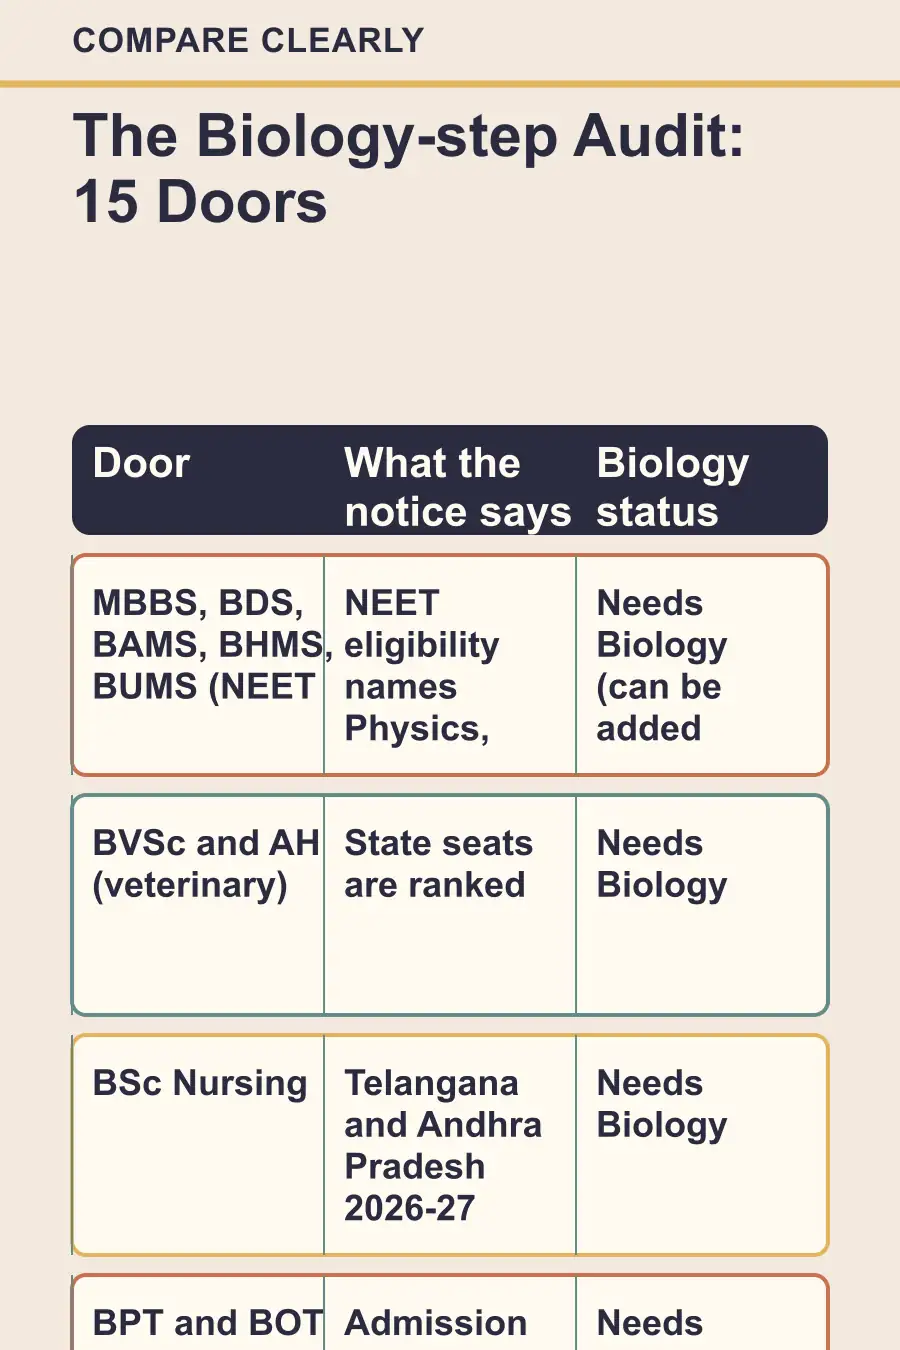 COMPARE CLEARLY
The Biology-step Audit:
15 Doors
Door
What the
notice says
Biology
status
MBBS, BDS,
BAMS, BHMS,
BUMS (NEET
NEET
eligibility
names
Physics,
Needs
Biology
(can be
added
BVSc and AH
(veterinary)
State seats
are ranked
Needs
Biology
BSc Nursing
Telangana
and Andhra
Pradesh
2026-27
Needs
Biology
BPT and BOT
Admission
Needs